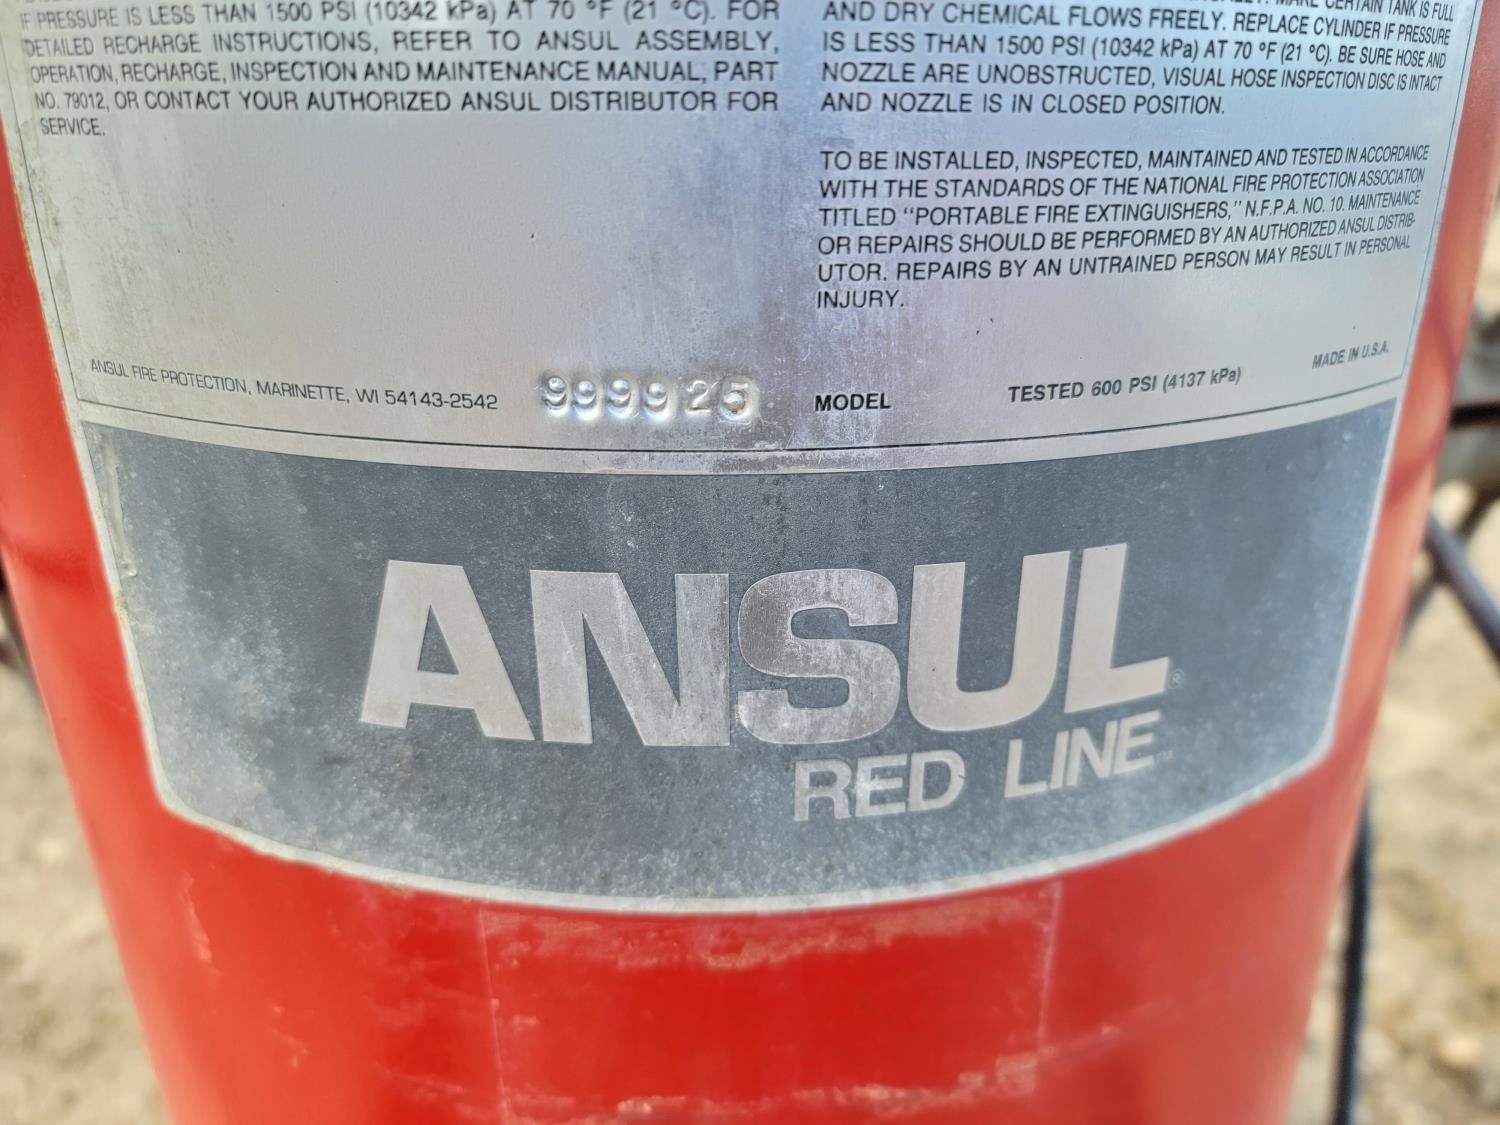 IF PRESSURE IS LESS THAN 1500 PSI (10342 kPa) AT 70 °F (21 °C). FOR
DETAILED RECHARGE INSTRUCTIONS, REFER TO ANSUL ASSEMBLY,
OPERATION, RECHARGE, INSPECTION AND MAINTENANCE MANUAL, PART
NO. 79012, OR CONTACT YOUR AUTHORIZED ANSUL DISTRIBUTOR FOR
SERVICE.
MAKE CERTAIN TANK IS FULL
AND DRY CHEMICAL FLOWS FREELY. REPLACE CYLINDER IF PRESSURE
IS LESS THAN 1500 PSI (10342 kPa) AT 70 °F (21 °C). BE SURE HOSE AND
NOZZLE ARE UNOBSTRUCTED, VISUAL HOSE INSPECTION DISC IS INTACT
AND NOZZLE IS IN CLOSED POSITION.
TO BE INSTALLED, INSPECTED, MAINTAINED AND TESTED IN ACCORDANCE
WITH THE STANDARDS OF THE NATIONAL FIRE PROTECTION ASSOCIATION
TITLED "PORTABLE FIRE EXTINGUISHERS," N.F.P.A. NO. 10. MAINTENANCE
OR REPAIRS SHOULD BE PERFORMED BY AN AUTHORIZED ANSUL DISTRIB-
UTOR. REPAIRS BY AN UNTRAINED PERSON MAY RESULT IN PERSONAL
INJURY.
ANSUL FIRE PROTECTION, MARINETTE, WI 54143-2542
999925
MODEL
TESTED 600 PSI (4137 kPa)
MADE IN U.S.A.
ANSUL®
RED LINE™